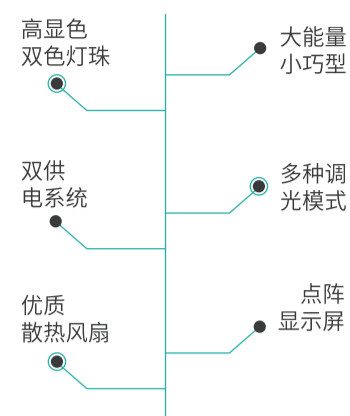 高显色
双色灯珠
大能量
小巧型
双供
电系统
多种调
光模式
优质
散热风扇
点阵
显示屏